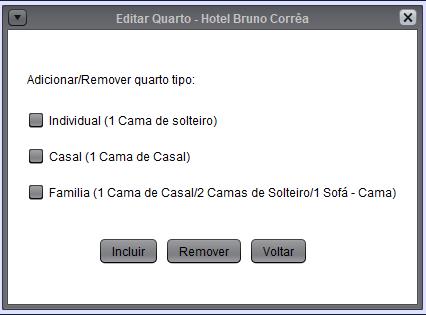 Editar Quarto - Hotel Bruno Corrêa
Adicionar/Remover quarto tipo:
Individual (1 Cama de solteiro)
Casal (1 Cama de Casal)
Familia (1 Cama de Casal/2 Camas de Solteiro/1 Sofá - Cama)
Incluir Remover Voltar